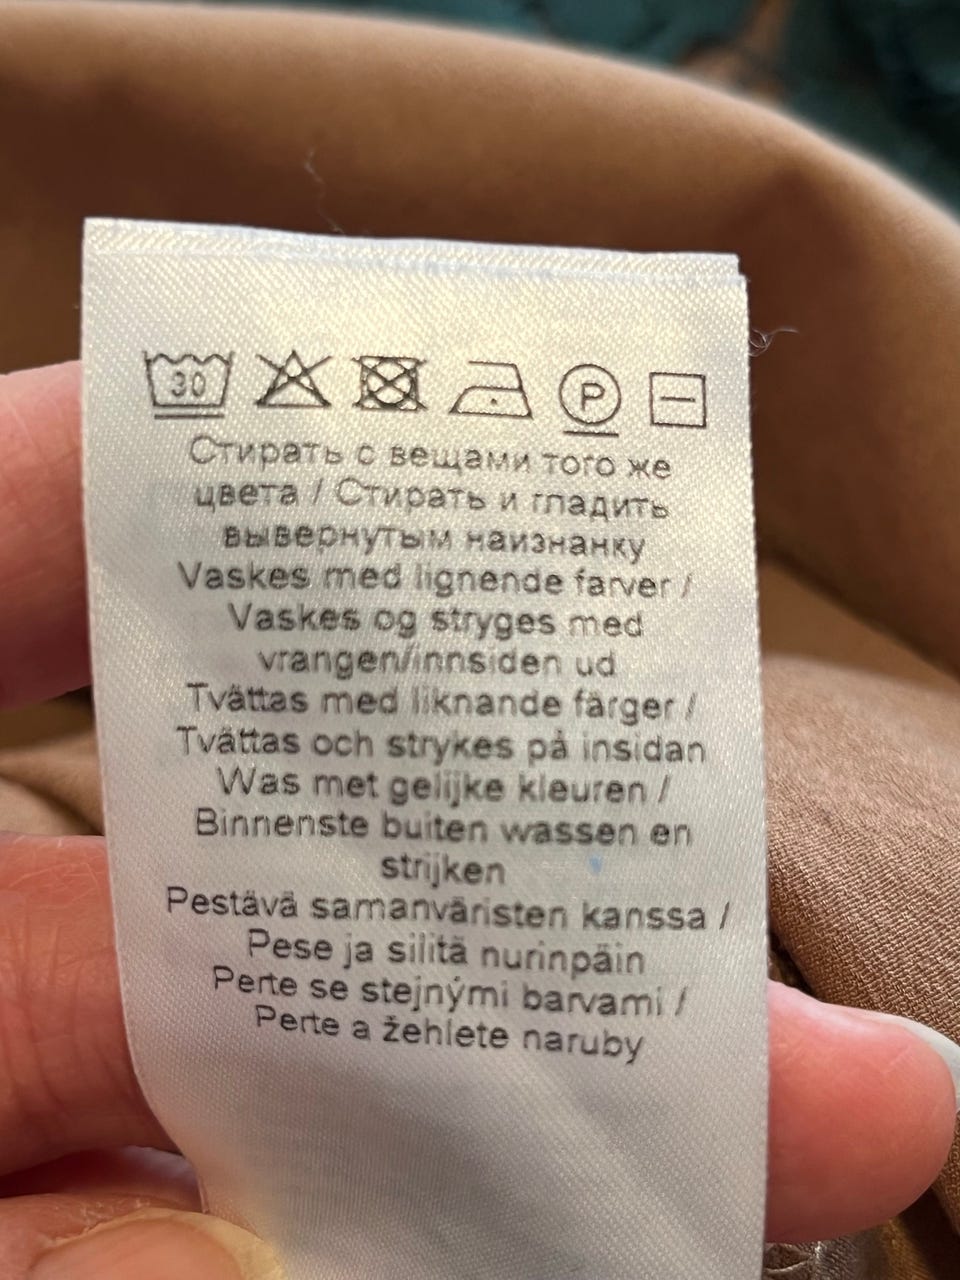 30 P
Стирать с вещами того же
цвета / Стирать и гладить
вывернутым наизнанку
Vaskes med lignende farver /
Vaskes og stryges med
vrangen/innsiden ud
Tvättas med liknande färger /
Tvättas och strykes på insidan
Was met gelijke kleuren /
Binnenste buiten wassen en
strijken
Pestävä samanväristen kanssa /
Pese ja silitä nurinpäin
Perte se stejnými barvami /
Perte a žehlete naruby